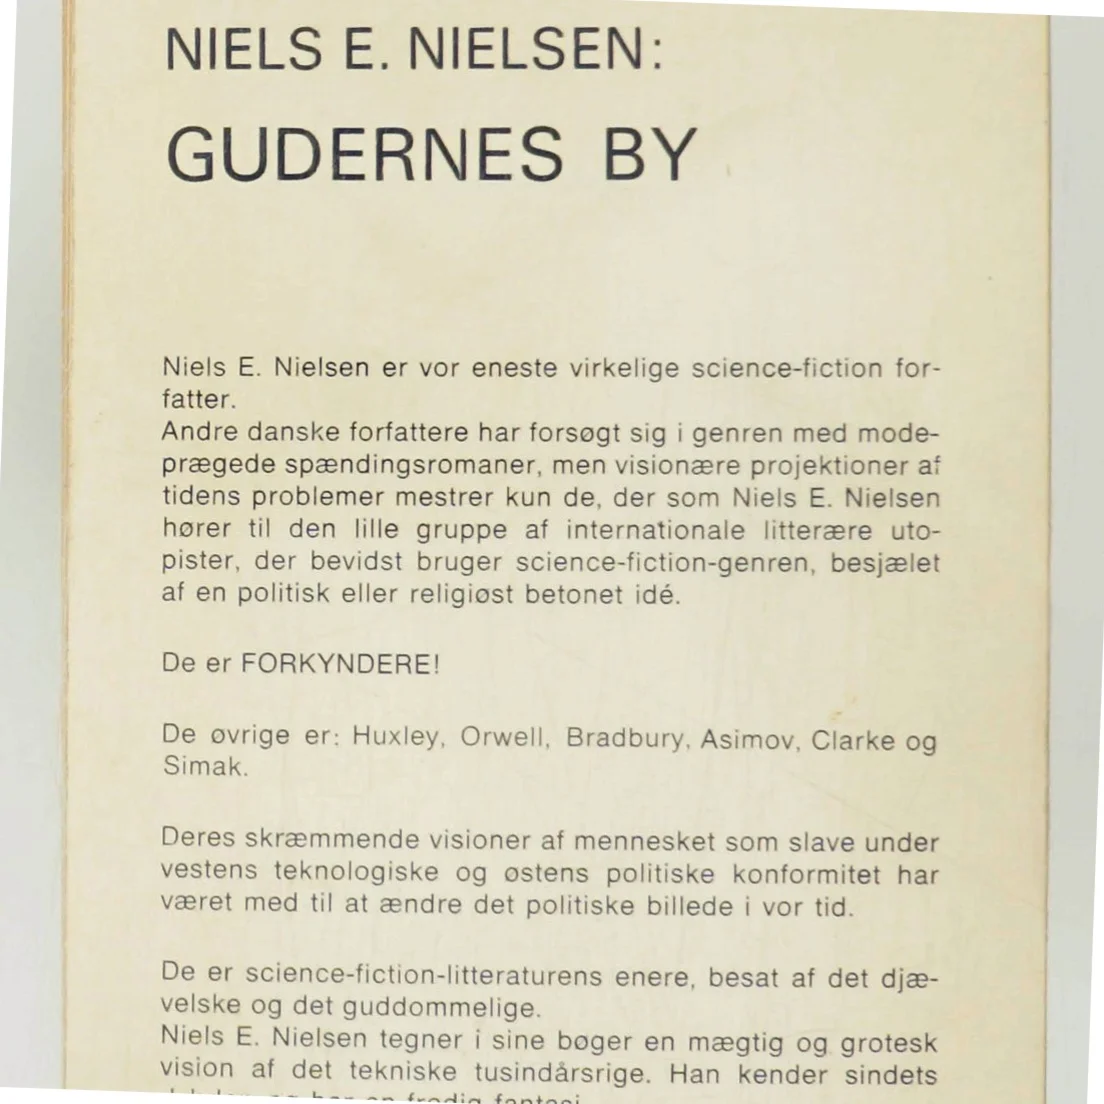 NIELS E. NIELSEN:
GUDERNES BY
Niels E. Nielsen er vor eneste virkelige science-fiction for-
fatter.
Andre danske forfattere har forsøgt sig i genren med mode-
prægede spændingsromaner, men visionære projektioner af
tidens problemer mestrer kun de, der som Niels E. Nielsen
hører til den lille gruppe af internationale litterære uto-
pister, der bevidst bruger science-fiction-genren, besjælet
af en politisk eller religiøst betonet idé.
De er FORKYNDERE!
De øvrige er: Huxley, Orwell, Bradbury, Asimov, Clarke og
Simak.
Deres skræmmende visioner af mennesket som slave under
vestens teknologiske og østens politiske konformitet har
været med til at ændre det politiske billede i vor tid.
De er science-fiction-litteraturens enere, besat af det djæ-
velske og det guddommelige.
Niels E. Nielsen tegner i sine bøger en mægtig og grotesk
vision af det tekniske tusindårsrige. Han kender sindets
og har en frodig fantasi